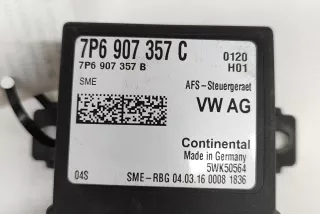 7P6 907 357 C
0120
7P6 907 357 B
H01
SME
AFS-Steuergeraet
VW AG
Continental
Made in Germany
5WK50564
04S
SME-RBG 04.03.16 0008 1836